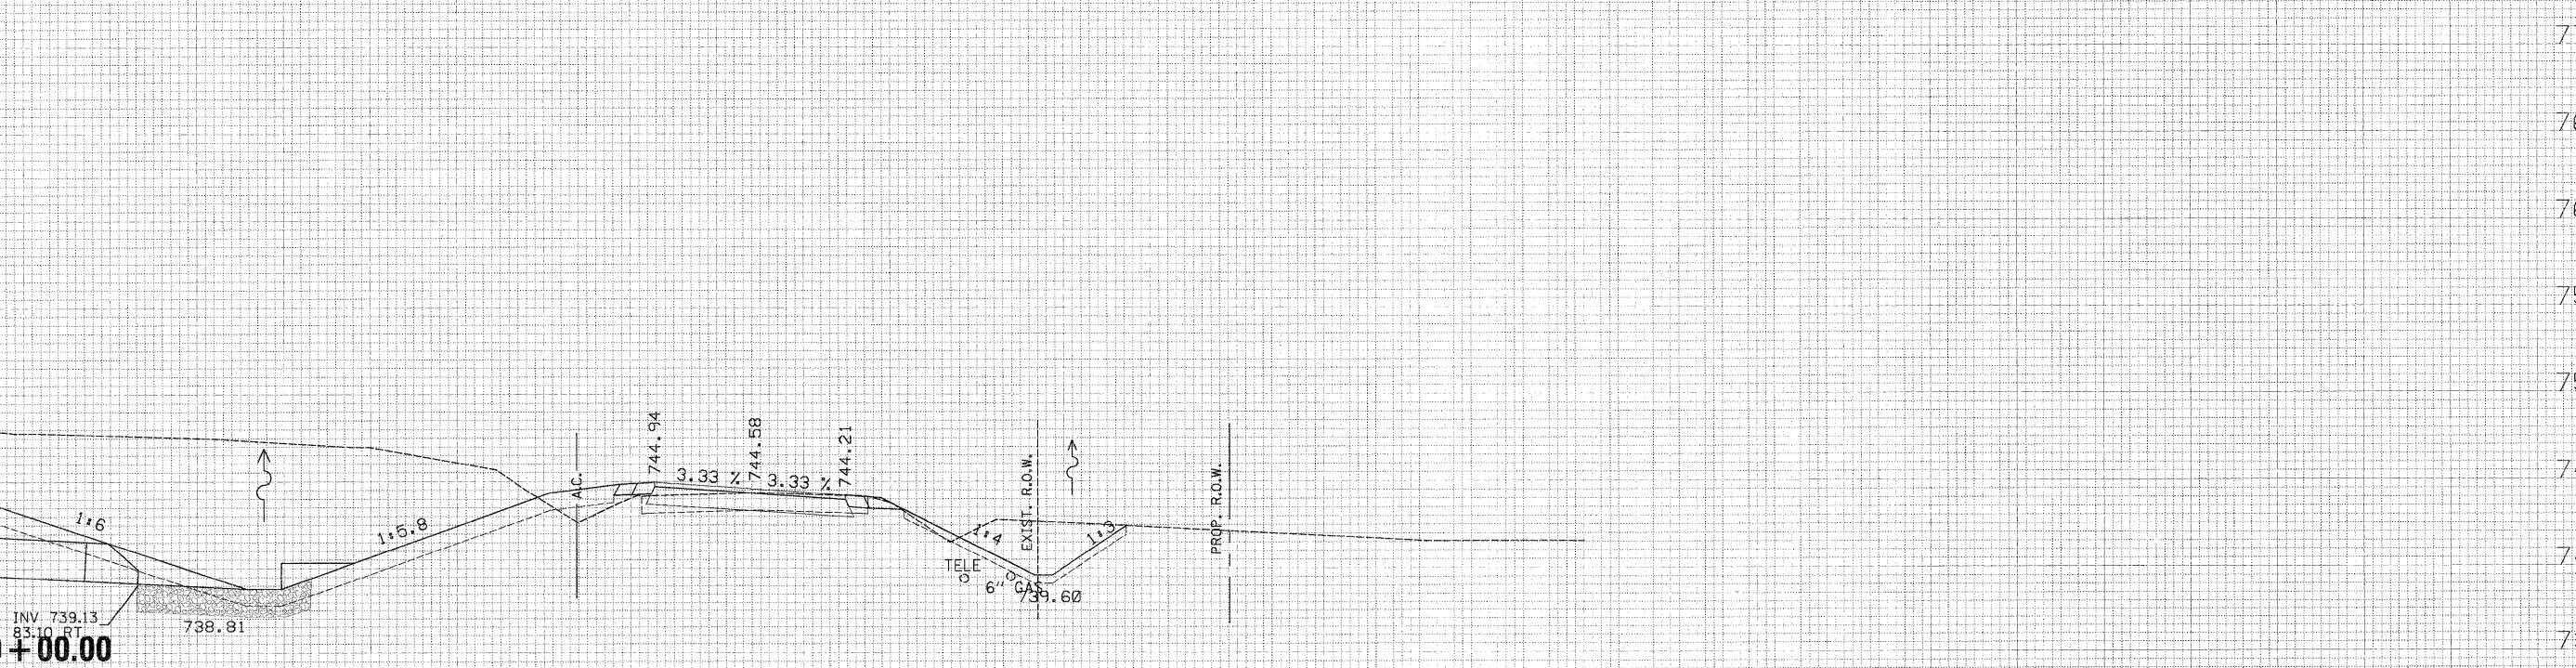 744.94
744.58
744.21
3.33 %
3.33 %
A.C.
EXIST. R.O.W.
PROP. R.O.W.
1:6
1:5.8
1:4
1:3
TELE
6" GAS
739.60
INV 739.13
83.10 RT.
738.81
+00.00